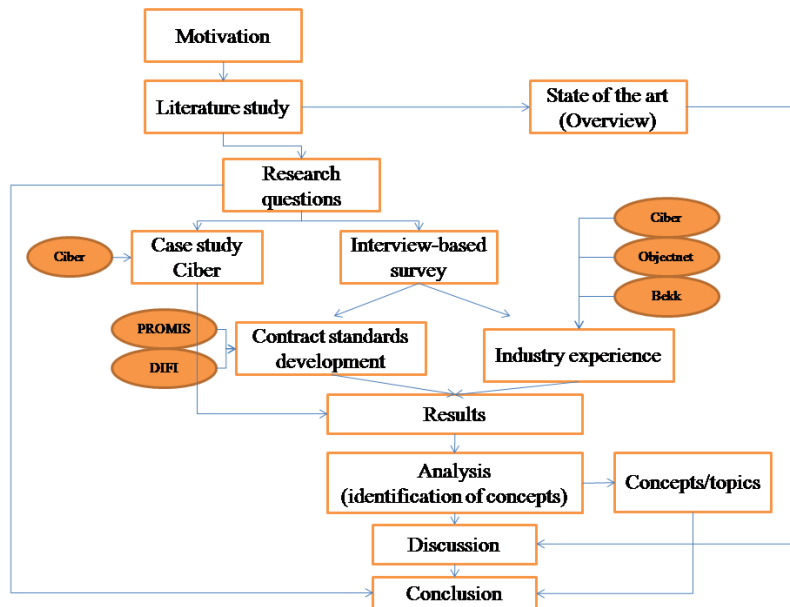 Motivation
Literature study
State of the art
(Overview)
Research
questions
Ciber
Case study
Ciber
Interview-based
survey
Ciber
Objectnet
Bekk
PROMIS
DIFI
Contract standards
development
Industry experience
Results
Analysis
(identification of concepts)
Concepts/topics
Discussion
Conclusion